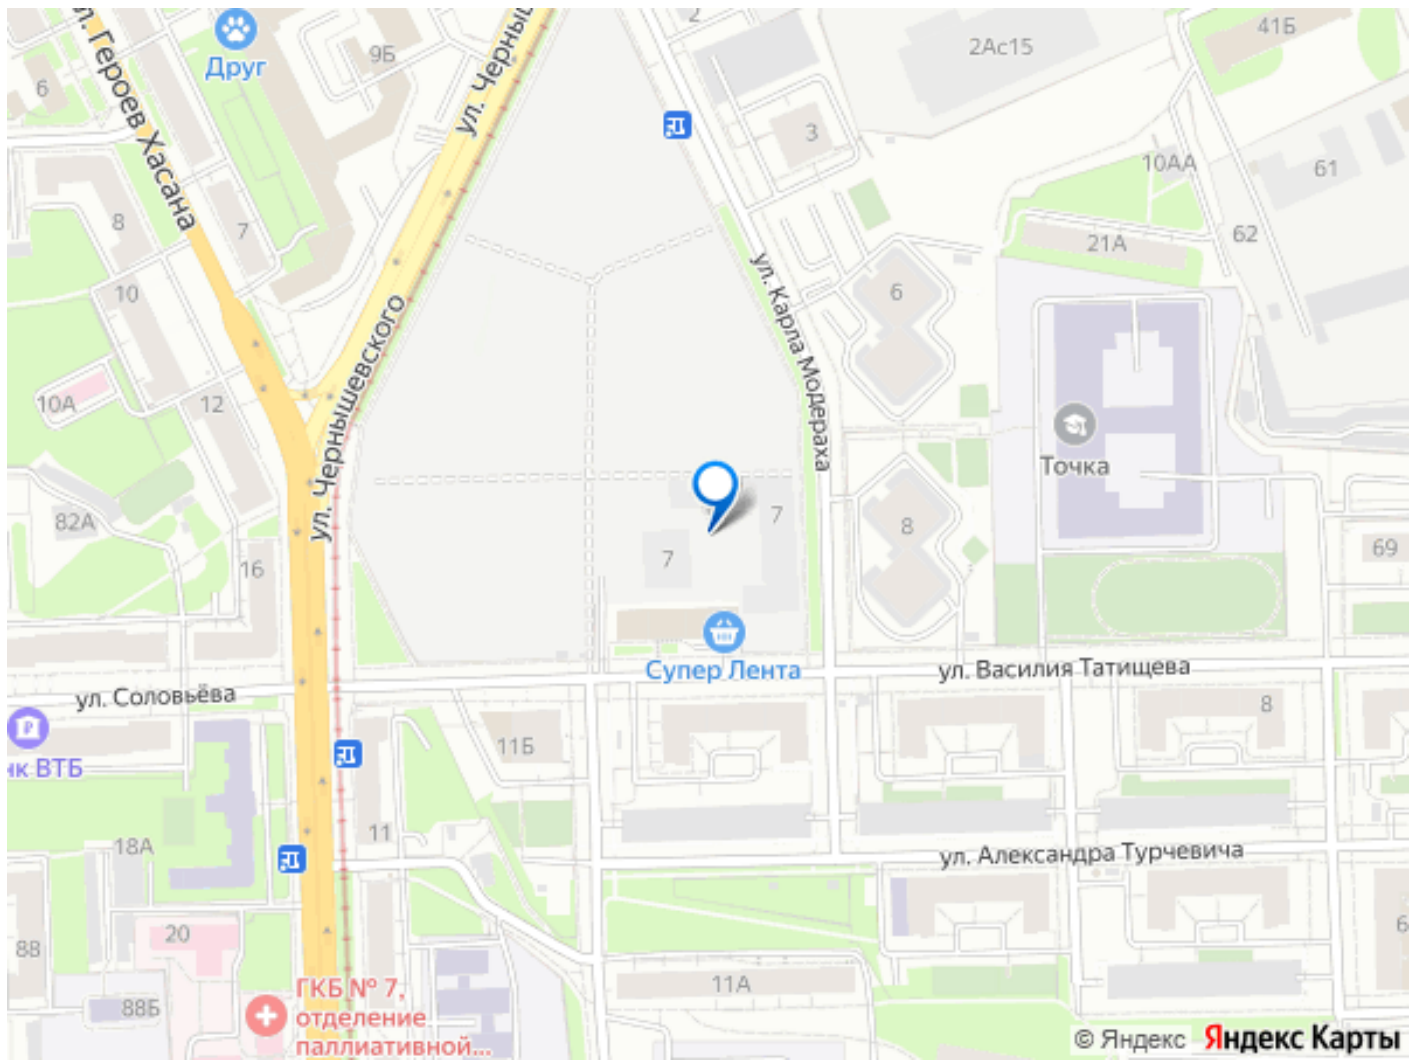 2
41Б
2Ас15
ул. Героев Хасана
Друг
9Б
ул. Черныш
6
3
10АА
61
8
7
62
21А
10
ул. Карла Модераха
6
ул. Чернышевского
10А
12
Точка
82А
7
8
7
69
16
Супер Лента
ул. Василия Татищева
ул. Соловьёва
8
11Б
нк ВТБ
11
18А
ул. Александра Турчевича
20
88
6
11А
88Б
ГКБ № 7,
отделение
паллиативной...
© Яндекс Яндекс Карты